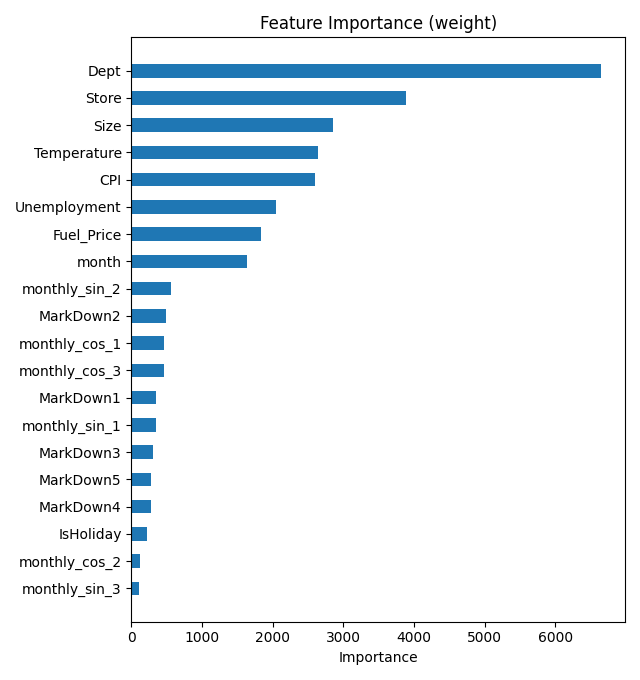 Feature Importance (weight)
Dept
Store
Size
Temperature
CPI
Unemployment
Fuel_Price
month
monthly_sin_2
MarkDown2
monthly_cos_1
monthly_cos_3
MarkDown1
monthly_sin_1
MarkDown3
MarkDown5
MarkDown4
IsHoliday
monthly_cos_2
monthly_sin_3
0 1000 2000 3000 4000 5000 6000
Importance